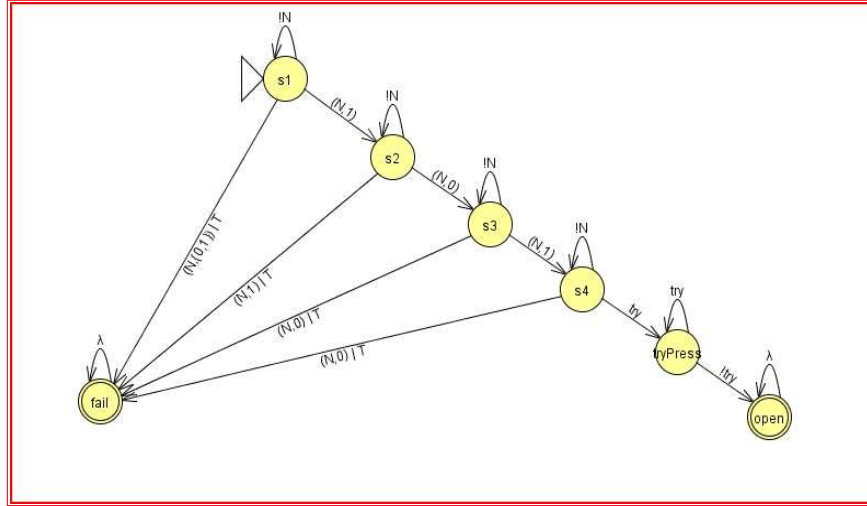 !N
s1
(N,1)
!N
s2
(N,0)
!N
s3
(N,1)
!N
s4
(N,{0,1}) | T
(N,1) | T
(N,0) | T
(N,0) | T
try
try
tryPress
!try
λ
open
λ
fail